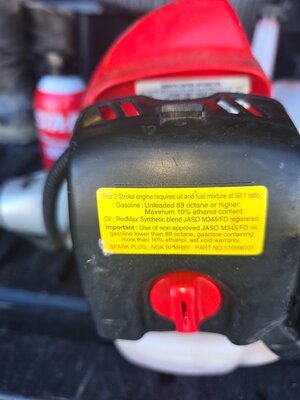 This 2 Stroke engine requires oil and fuel mixture at 50:1 ratio.
Gasoline : Unleaded 89 octane or higher.
Maximum 10% ethanol content.
Oil : RedMax Synthetic blend JASO M345/FD registered.
Important : Use of non-approved JASO M345/FD oil,
gasoline lower than 89 octane, gasoline containing
more than 10% ethanol, will void warranty.
SPARK PLUG : NGK BPMR8Y PART NO.576598101